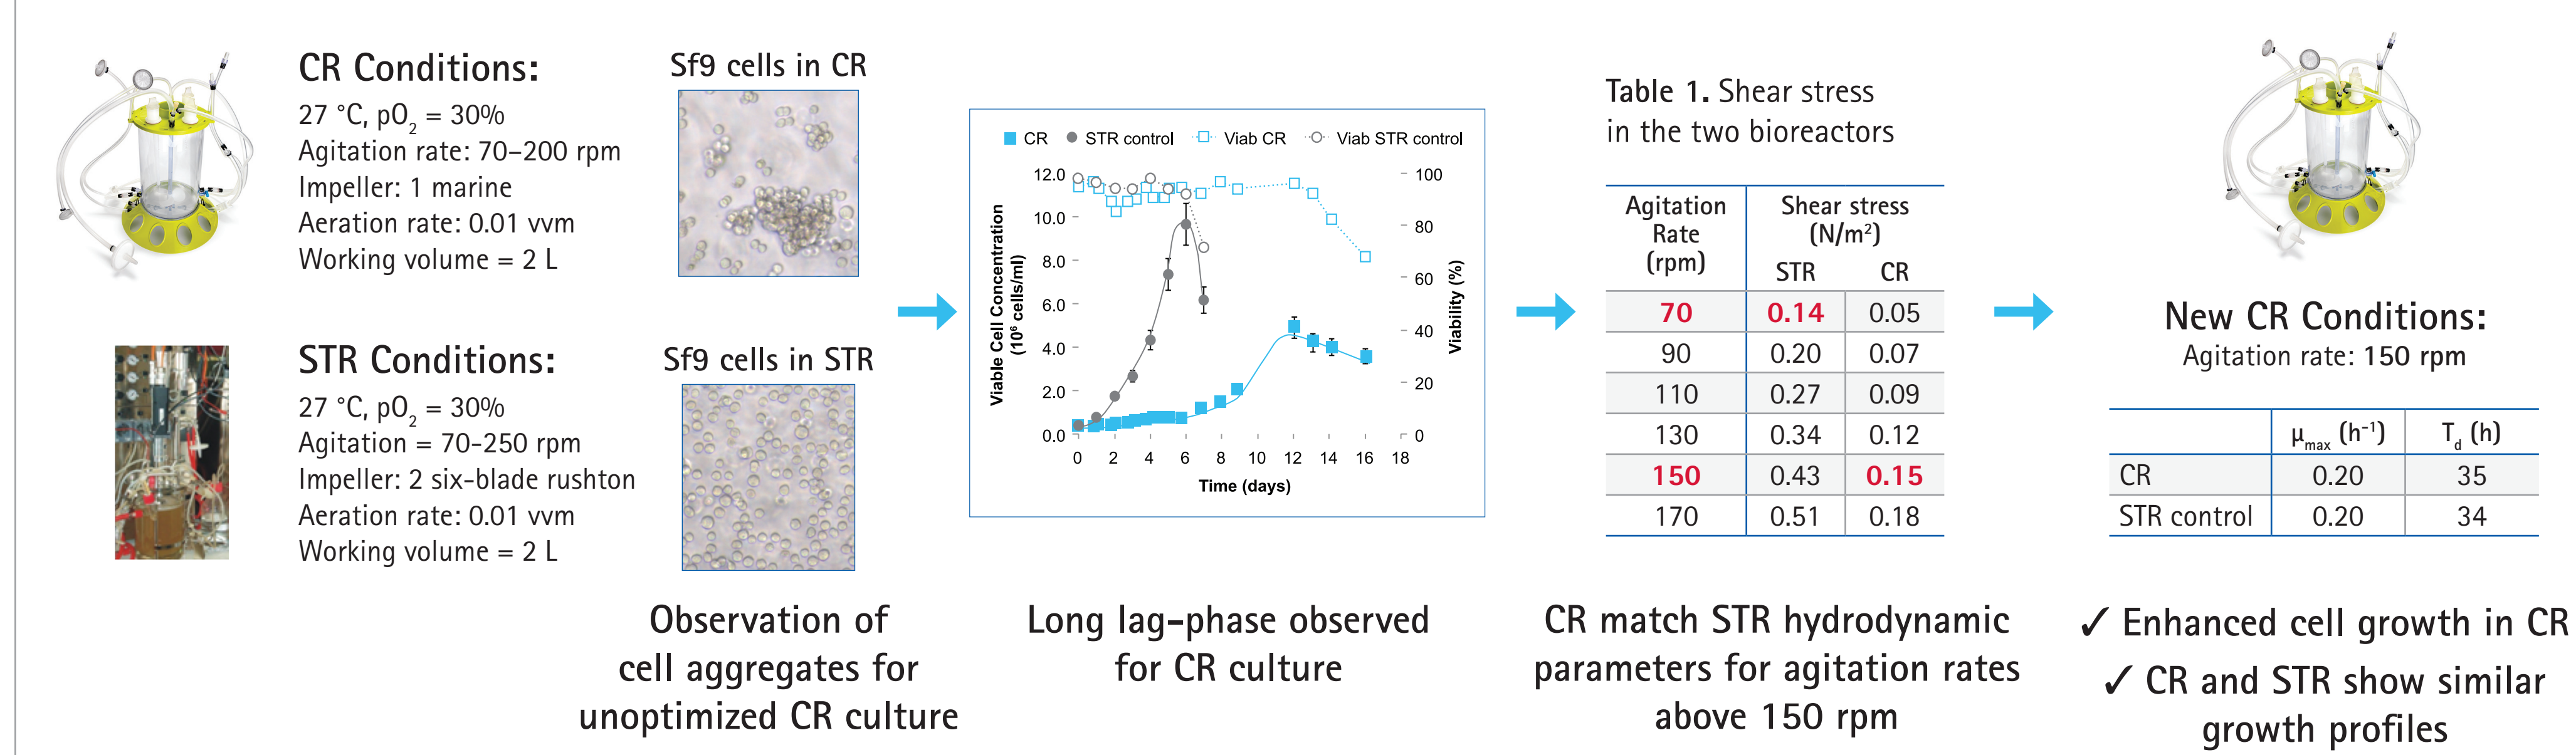 CR Conditions:
27 °C, pO₂ = 30%
Agitation rate: 70–200 rpm
Impeller: 1 marine
Aeration rate: 0.01 vvm
Working volume = 2 L
STR Conditions:
27 °C, pO₂ = 30%
Agitation = 70-250 rpm
Impeller: 2 six-blade rushton
Aeration rate: 0.01 vvm
Working volume = 2 L
Sf9 cells in CR
Sf9 cells in STR
Observation of
cell aggregates for
unoptimized CR culture
CR STR control Viab CR Viab STR control
Viable Cell Concentration
(10⁶ cells/ml)
12.0
10.0
8.0
6.0
4.0
2.0
0.0
100
80
60
40
20
0
Viability (%)
0 2 4 6 8 10 12 14 16 18
Time (days)
Long lag-phase observed
for CR culture
Table 1. Shear stress
in the two bioreactors
Agitation
Rate
(rpm)
Shear stress
(N/m²)
STR CR
70 0.14 0.05
90 0.20 0.07
110 0.27 0.09
130 0.34 0.12
150 0.43 0.15
170 0.51 0.18
CR match STR hydrodynamic
parameters for agitation rates
above 150 rpm
New CR Conditions:
Agitation rate: 150 rpm
μmax (h⁻¹) Td (h)
CR 0.20 35
STR control 0.20 34
✓ Enhanced cell growth in CR
✓ CR and STR show similar
growth profiles